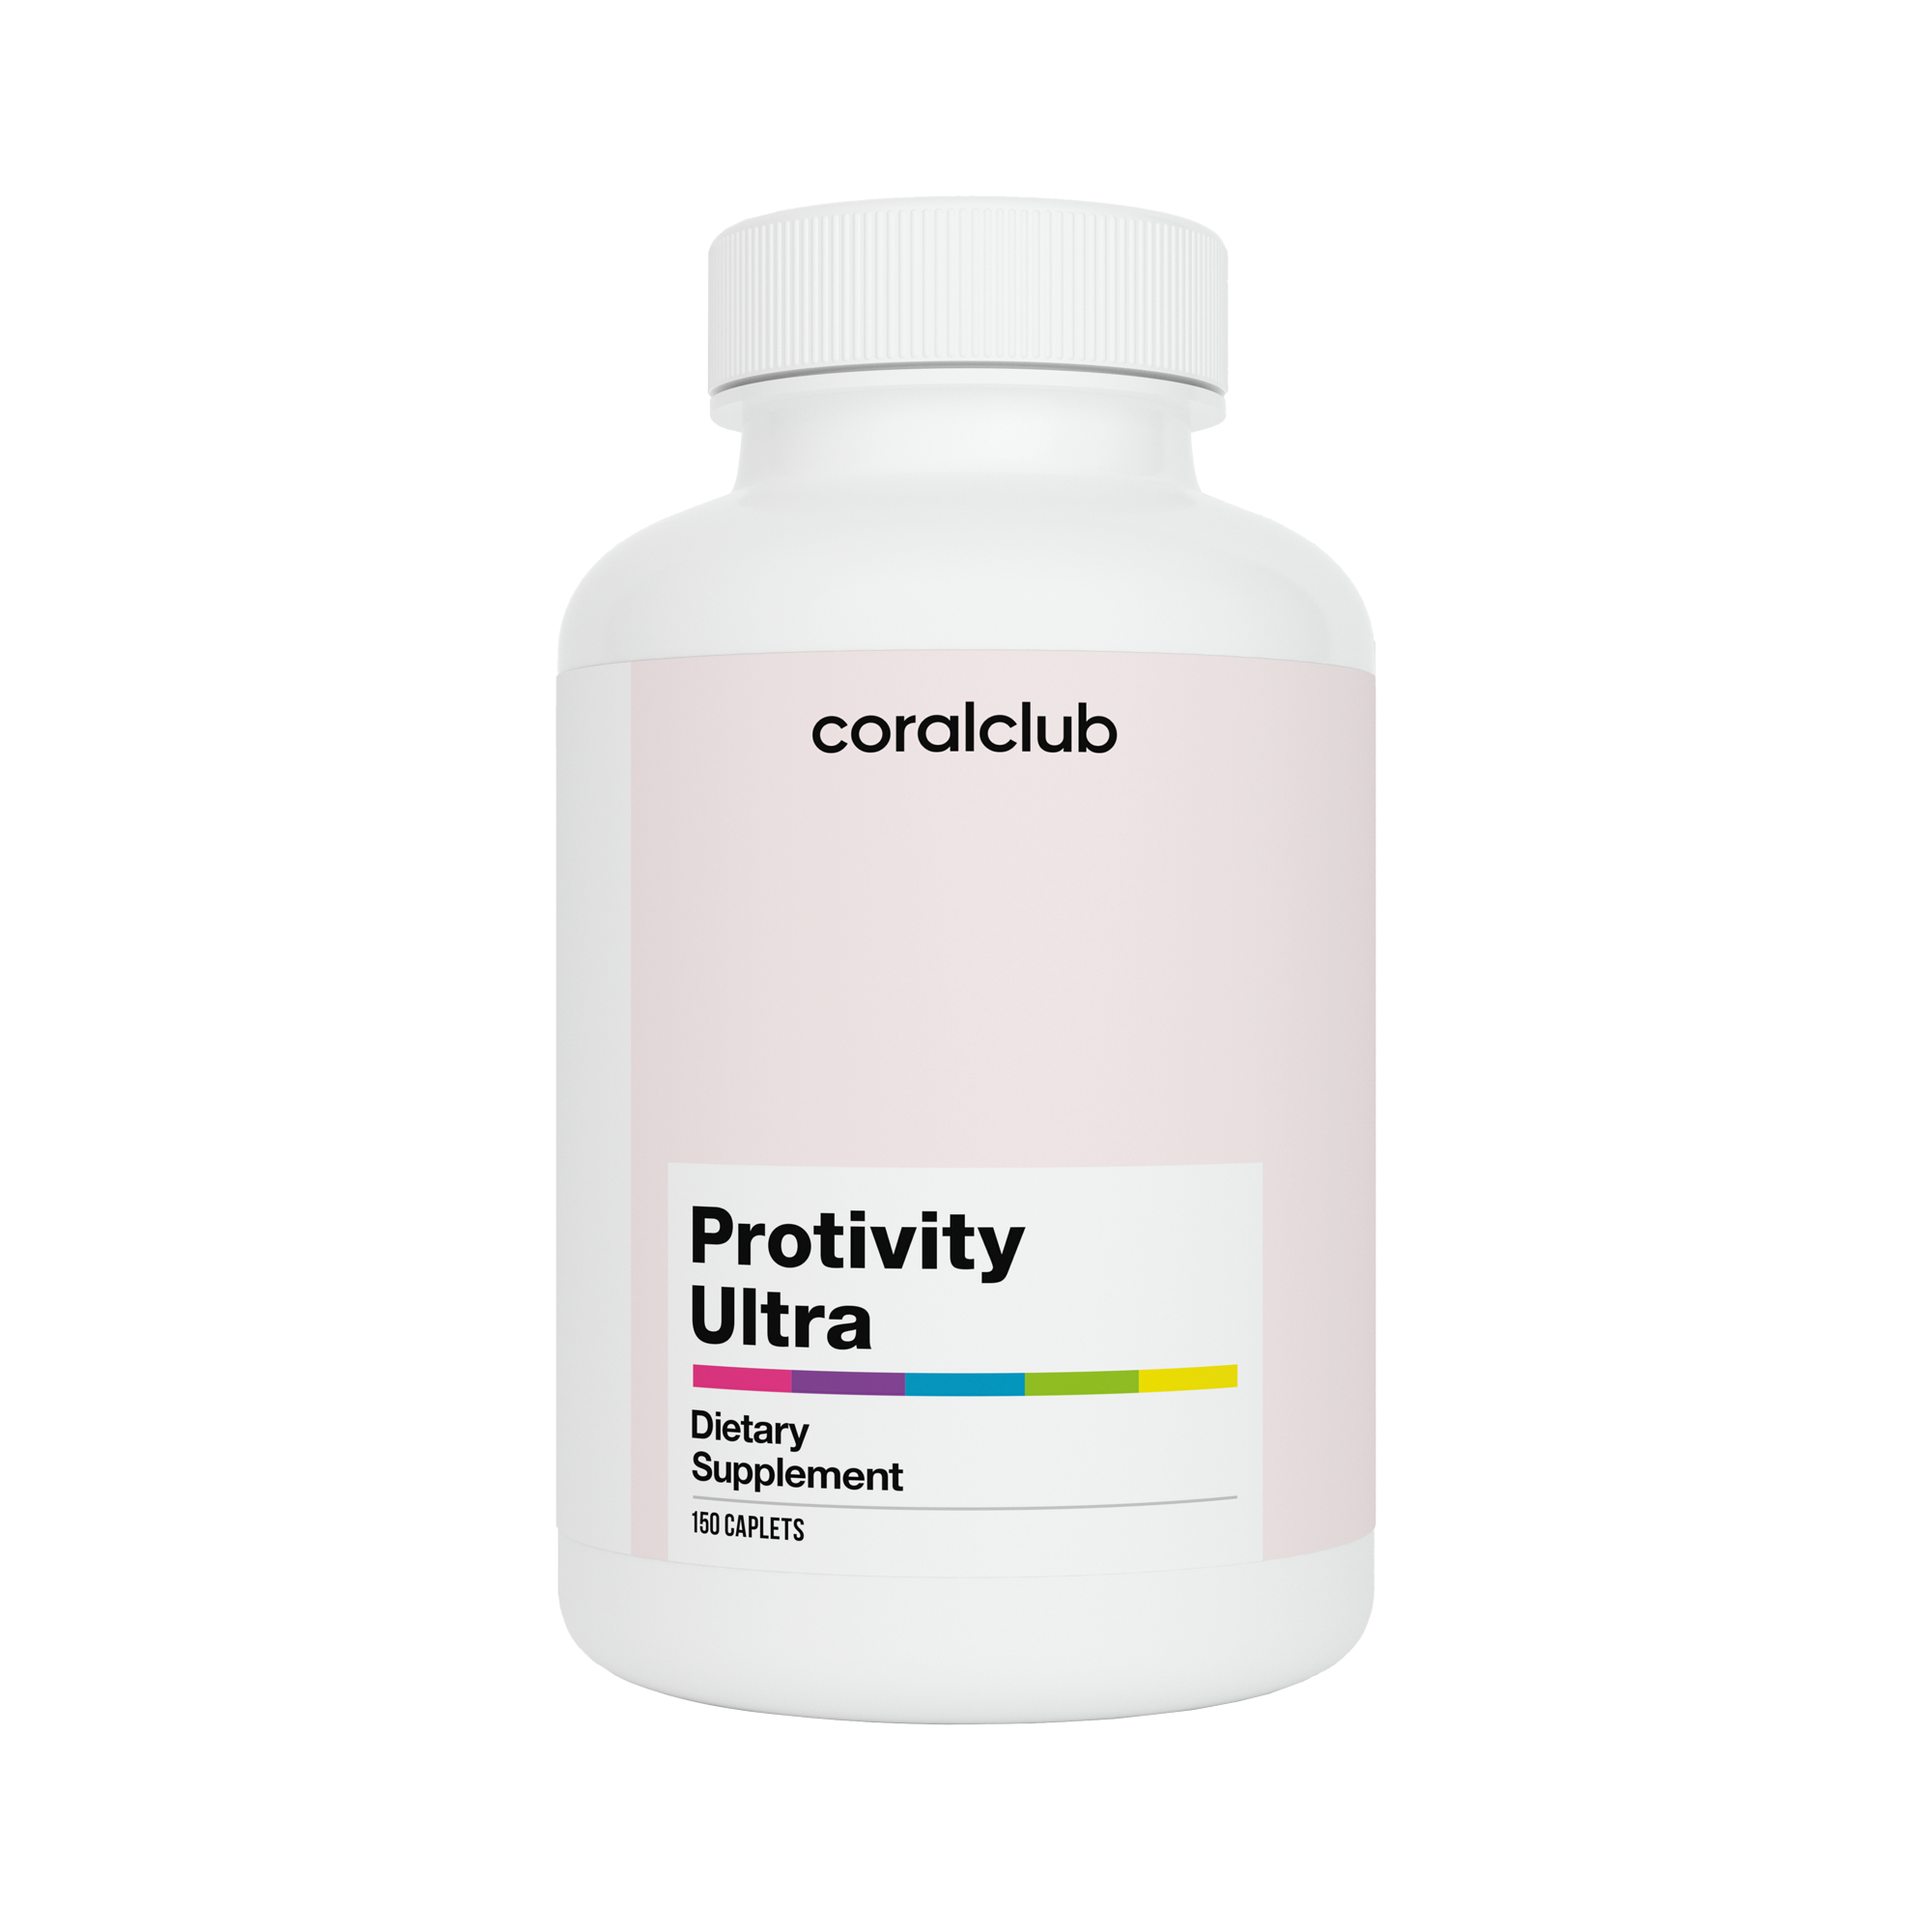 coralclub
Protivity
Ultra
Dietary
Supplement
150 CAPLETS